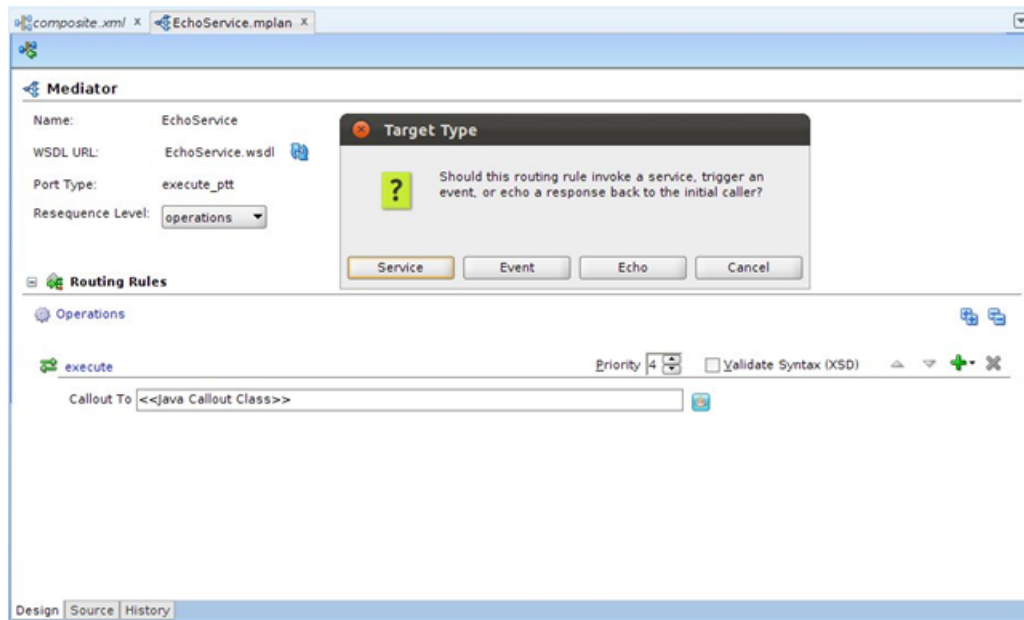 composite.xml x EchoService.mplan x
Mediator
Name: EchoService
WSDL URL: EchoService.wsdl
Port Type: execute_ptt
Resequence Level: operations
Target Type
?
Should this routing rule invoke a service, trigger an
event, or echo a response back to the initial caller?
Service Event Echo Cancel
Routing Rules
Operations
execute Priority 4 Validate Syntax (XSD)
Callout To <<Java Callout Class>>
Design Source History